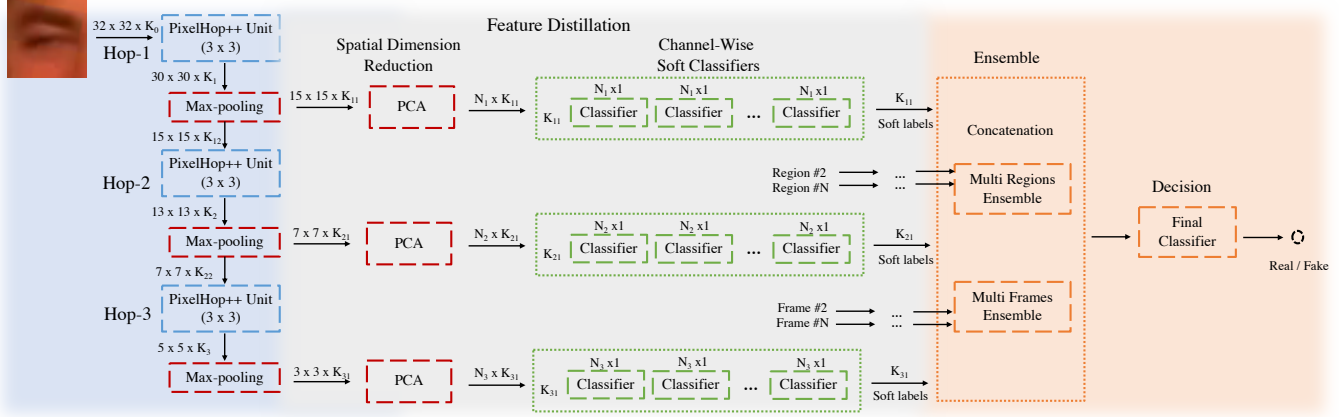 Feature Distillation
32 x 32 x K₀
Hop-1
PixelHop++ Unit
(3 x 3)
30 x 30 x K₁
Max-pooling
15 x 15 x K₁₂
Hop-2
PixelHop++ Unit
(3 x 3)
13 x 13 x K₂
Max-pooling
7 x 7 x K₂₂
Hop-3
PixelHop++ Unit
(3 x 3)
5 x 5 x K₃
Max-pooling
Spatial Dimension
Reduction
15 x 15 x K₁₁
PCA
N₁ x K₁₁
7 x 7 x K₂₁
PCA
N₂ x K₂₁
3 x 3 x K₃₁
PCA
N₃ x K₃₁
Channel-Wise
Soft Classifiers
N₁ x1 N₁ x1 N₁ x1
K₁₁ Classifier Classifier ... Classifier
K₁₁
Soft labels
Region #2 ...
Region #N ...
N₂ x1 N₂ x1 N₂ x1
K₂₁ Classifier Classifier ... Classifier
K₂₁
Soft labels
Frame #2 ...
Frame #N ...
N₃ x1 N₃ x1 N₃ x1
K₃₁ Classifier Classifier ... Classifier
K₃₁
Soft labels
Ensemble
Concatenation
Multi Regions
Ensemble
Multi Frames
Ensemble
Decision
Final
Classifier
Real / Fake